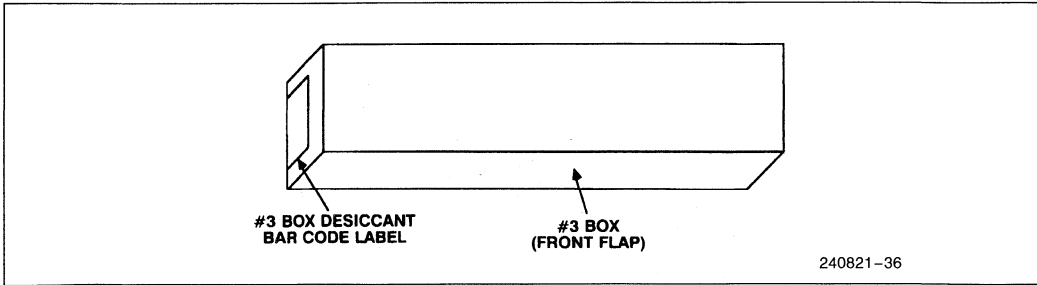 #3 BOX DESICCANT
BAR CODE LABEL
#3 BOX
(FRONT FLAP)
240821–36